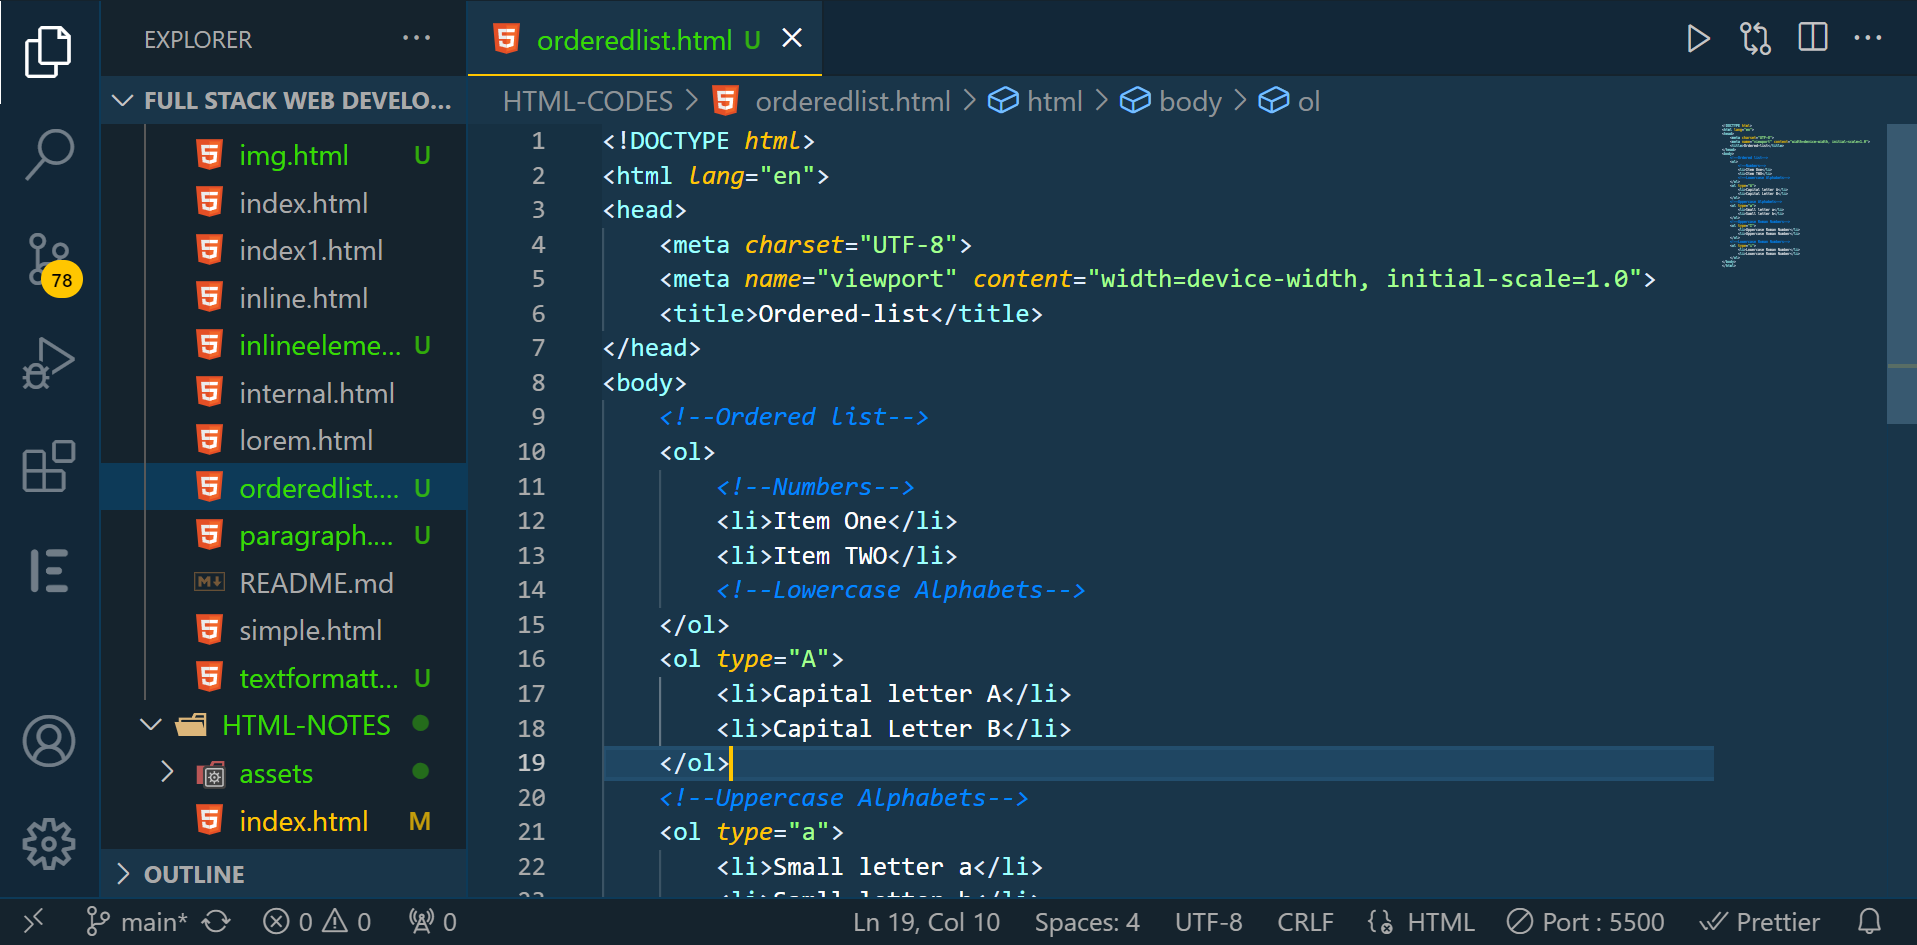 EXPLORER ...
FULL STACK WEB DEVELO...
img.html U
index.html
index1.html
inline.html
inlineeleme... U
internal.html
lorem.html
orderedlist.... U
paragraph.... U
README.md
simple.html
textformatt... U
HTML-NOTES
assets
index.html M
OUTLINE
78
orderedlist.html U
HTML-CODES > orderedlist.html > html > body > ol
1 <!DOCTYPE html>
2 <html lang="en">
3 <head>
4     <meta charset="UTF-8">
5     <meta name="viewport" content="width=device-width, initial-scale=1.0">
6     <title>Ordered-list</title>
7 </head>
8 <body>
9     <!--Ordered list-->
10     <ol>
11         <!--Numbers-->
12         <li>Item One</li>
13         <li>Item TWO</li>
14         <!--Lowercase Alphabets-->
15     </ol>
16     <ol type="A">
17         <li>Capital letter A</li>
18         <li>Capital Letter B</li>
19     </ol>
20     <!--Uppercase Alphabets-->
21     <ol type="a">
22         <li>Small letter a</li>
main* 0 0 0 Ln 19, Col 10 Spaces: 4 UTF-8 CRLF HTML Port : 5500 Prettier